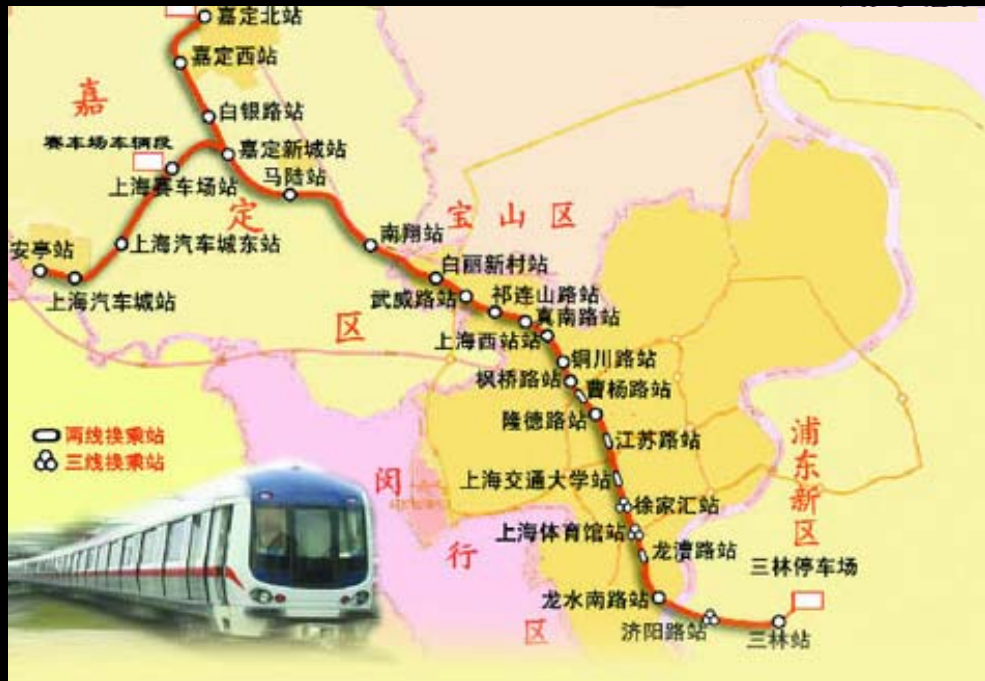 嘉定北站
嘉定西站
白银路站
嘉定新城站
马陆站
赛车场车辆段
上海赛车场站
上海汽车城东站
安亭站
上海汽车城站
嘉
定
区
宝山区
南翔站
白丽新村站
武威路站
祁连山路站
真南路站
上海西站站
铜川路站
枫桥路站
曹杨路站
隆德路站
江苏路站
上海交通大学站
徐家汇站
上海体育馆站
龙漕路站
龙水南路站
济阳路站
三林站
三林停车场
浦东新区
闵
行
区
两线换乘站
三线换乘站